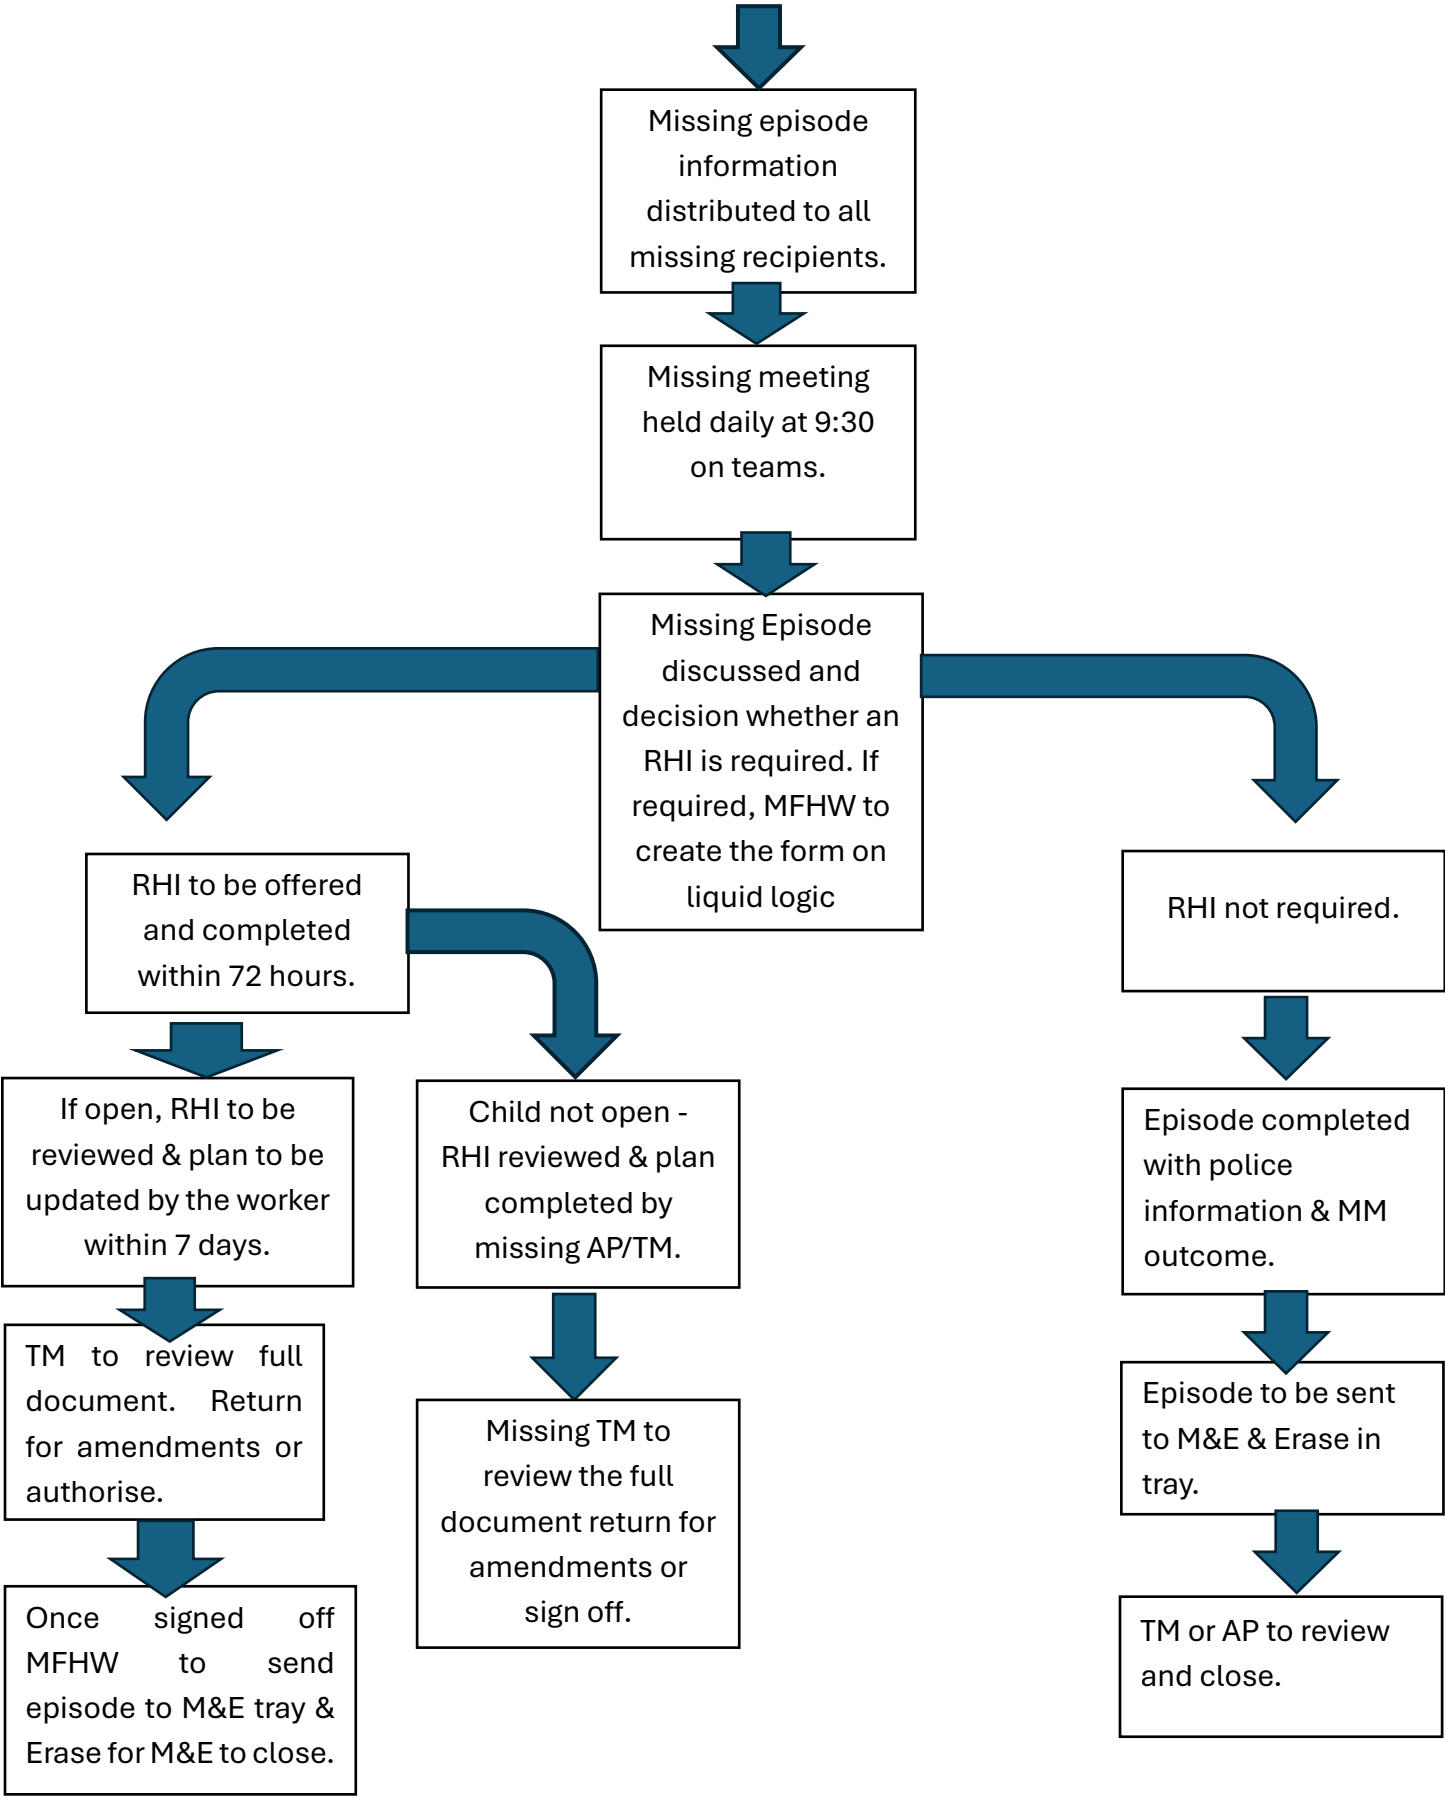 Missing episode
information
distributed to all
missing recipients.
Missing meeting
held daily at 9:30
on teams.
Missing Episode
discussed and
decision whether an
RHI is required. If
required, MFHW to
create the form on
liquid logic
RHI to be offered
and completed
within 72 hours.
RHI not required.
If open, RHI to be
reviewed & plan to be
updated by the worker
within 7 days.
Child not open -
RHI reviewed & plan
completed by
missing AP/TM.
Episode completed
with police
information & MM
outcome.
TM to review full
document. Return
for amendments or
authorise.
Missing TM to
review the full
document return for
amendments or
sign off.
Episode to be sent
to M&E & Erase in
tray.
Once signed off
MFHW to send
episode to M&E tray &
Erase for M&E to close.
TM or AP to review
and close.